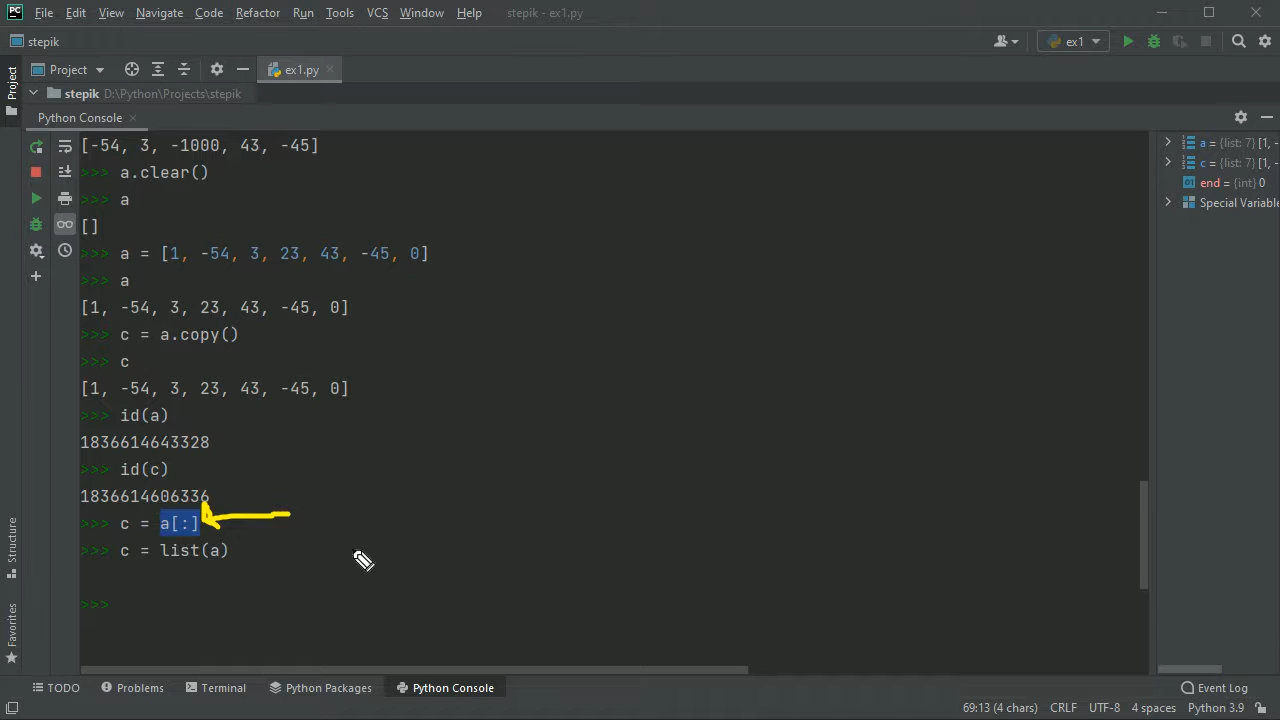 PC File Edit View Navigate Code Refactor Run Tools VCS Window Help stepik - ex1.py
stepik ex1
Project ex1.py
stepik D:\Python\Projects\stepik
Python Console
[-54, 3, -1000, 43, -45]
>>> a.clear()
>>> a
[]
>>> a = [1, -54, 3, 23, 43, -45, 0]
>>> a
[1, -54, 3, 23, 43, -45, 0]
>>> c = a.copy()
>>> c
[1, -54, 3, 23, 43, -45, 0]
>>> id(a)
1836614643328
>>> id(c)
1836614606336
>>> c = a[:]
>>> c = list(a)
>>>
a = {list: 7} [1, -
c = {list: 7} [1, -
end = {int} 0
Special Variable
Project
Structure
Favorites
TODO Problems Terminal Python Packages Python Console Event Log
69:13 (4 chars) CRLF UTF-8 4 spaces Python 3.9